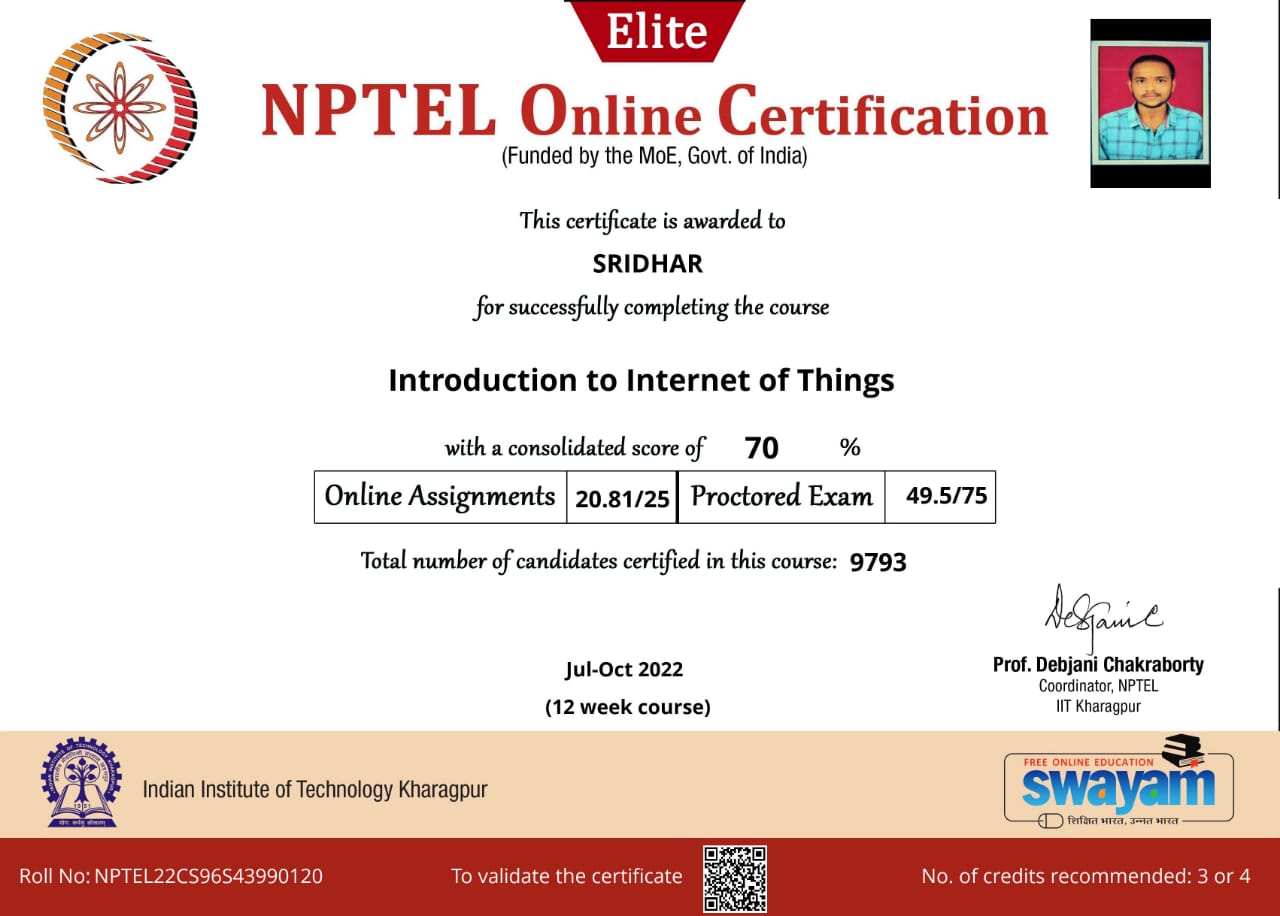 Elite
NPTEL Online Certification
(Funded by the MoE, Govt. of India)
This certificate is awarded to
SRIDHAR
for successfully completing the course
Introduction to Internet of Things
with a consolidated score of 70 %
Online Assignments 20.81/25 Proctored Exam 49.5/75
Total number of candidates certified in this course: 9793
Jul-Oct 2022
(12 week course)
Prof. Debjani Chakraborty
Coordinator, NPTEL
IIT Kharagpur
Indian Institute of Technology Kharagpur
FREE ONLINE EDUCATION
swayam
शिक्षित भारत, उन्नत भारत
Roll No: NPTEL22CS96S43990120
To validate the certificate
No. of credits recommended: 3 or 4